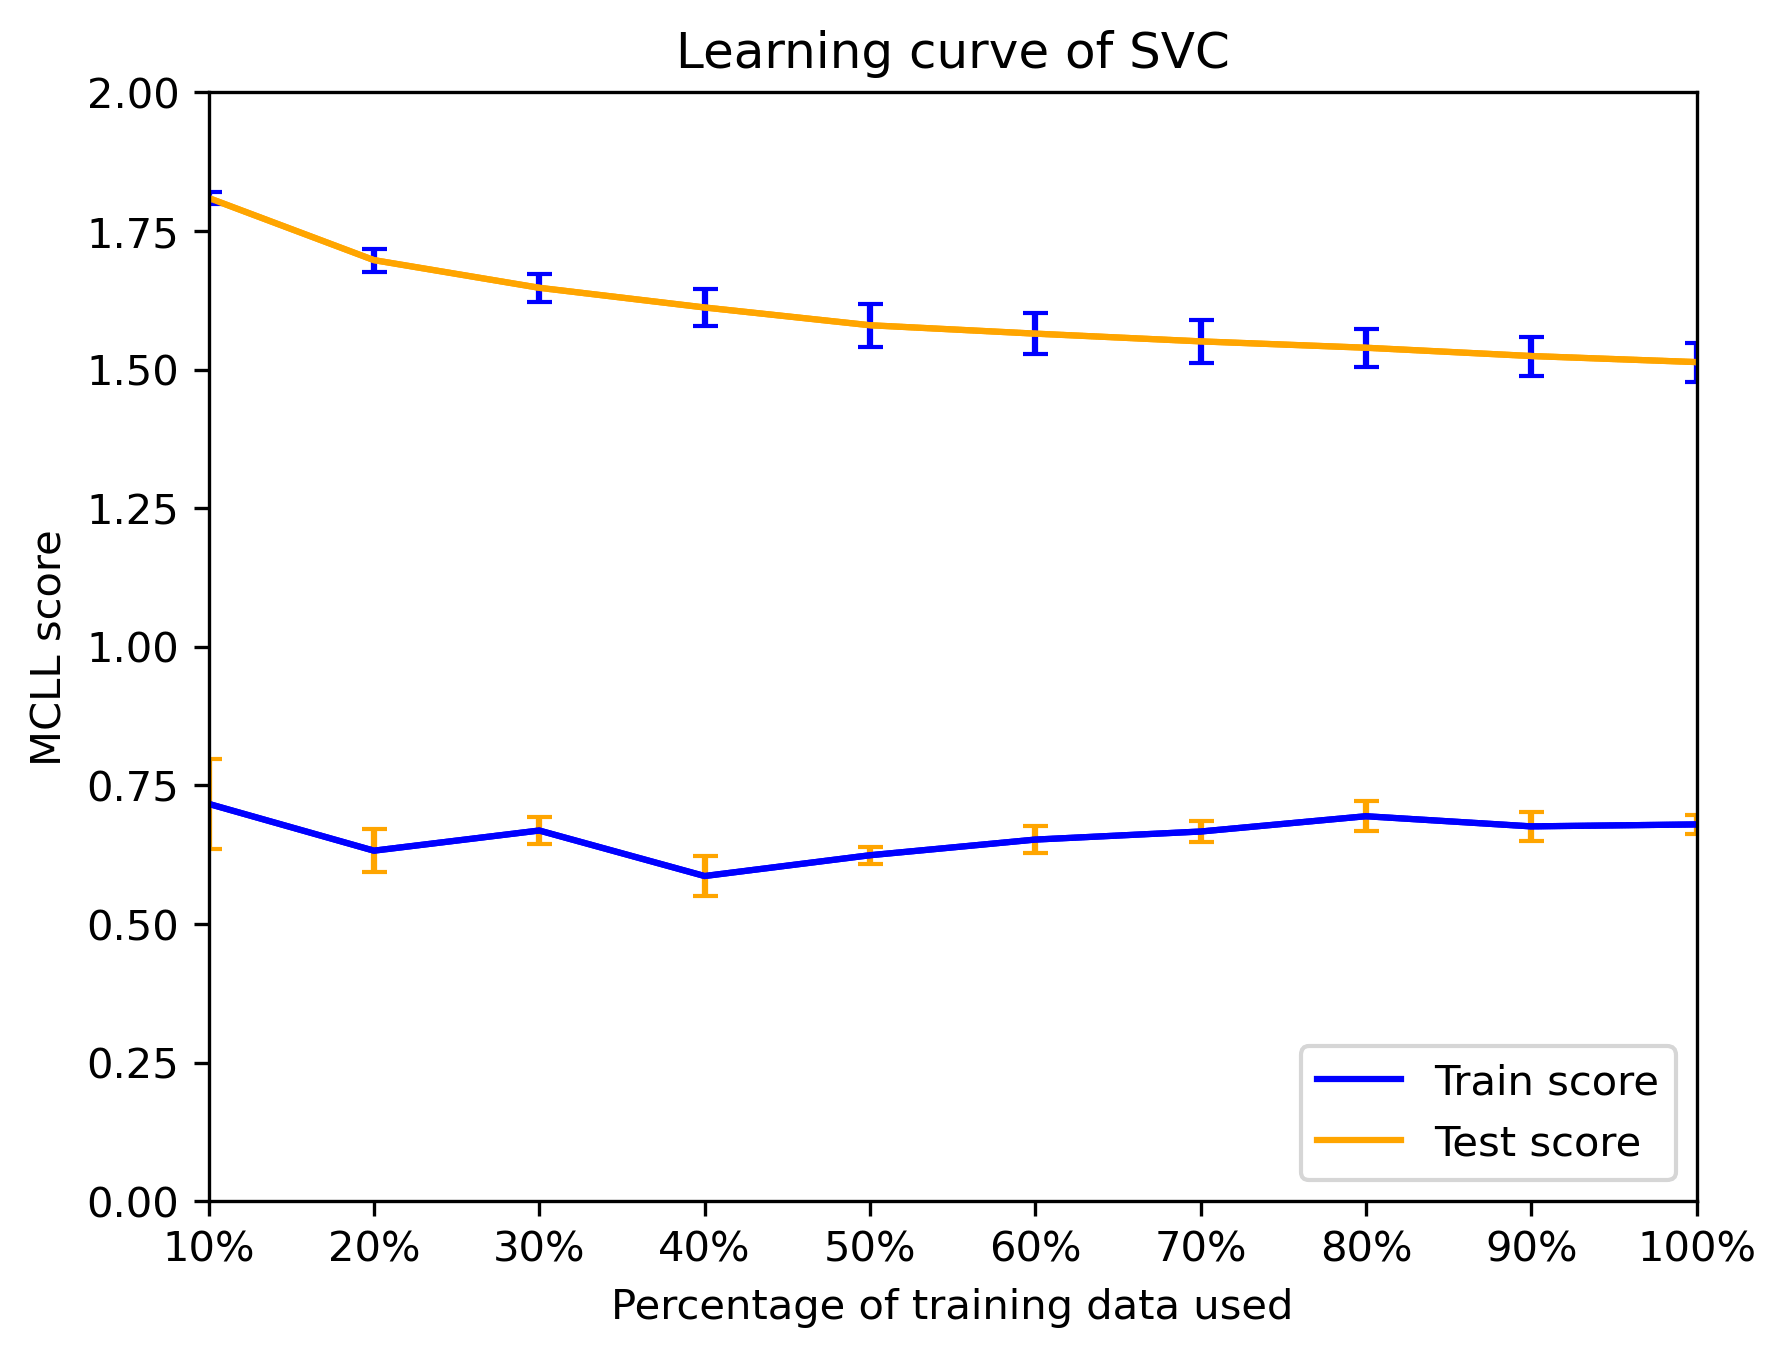 Learning curve of SVC
2.00
1.75
1.50
1.25
1.00
0.75
0.50
0.25
0.00
MCLL score
10% 20% 30% 40% 50% 60% 70% 80% 90% 100%
Percentage of training data used
Train score
Test score